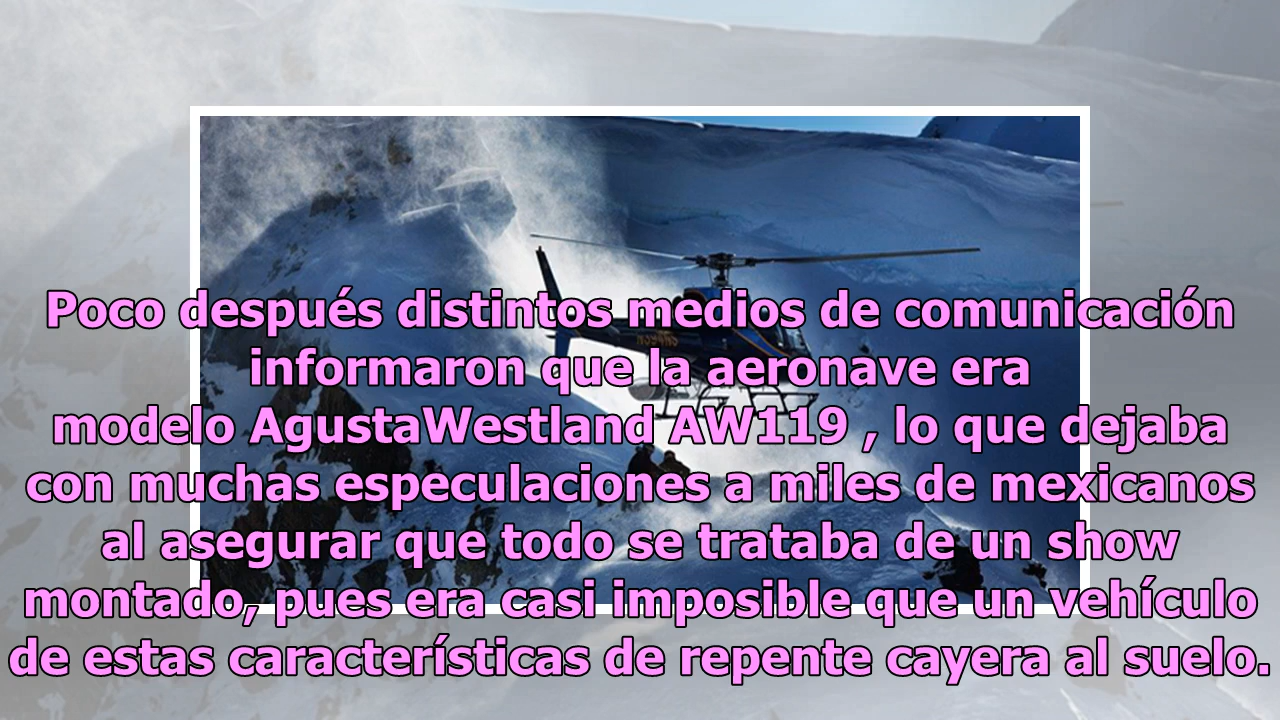 Poco después distintos medios de comunicación
informaron que la aeronave era
modelo AgustaWestland AW119 , lo que dejaba
con muchas especulaciones a miles de mexicanos
al asegurar que todo se trataba de un show
montado, pues era casi imposible que un vehículo
de estas características de repente cayera al suelo.